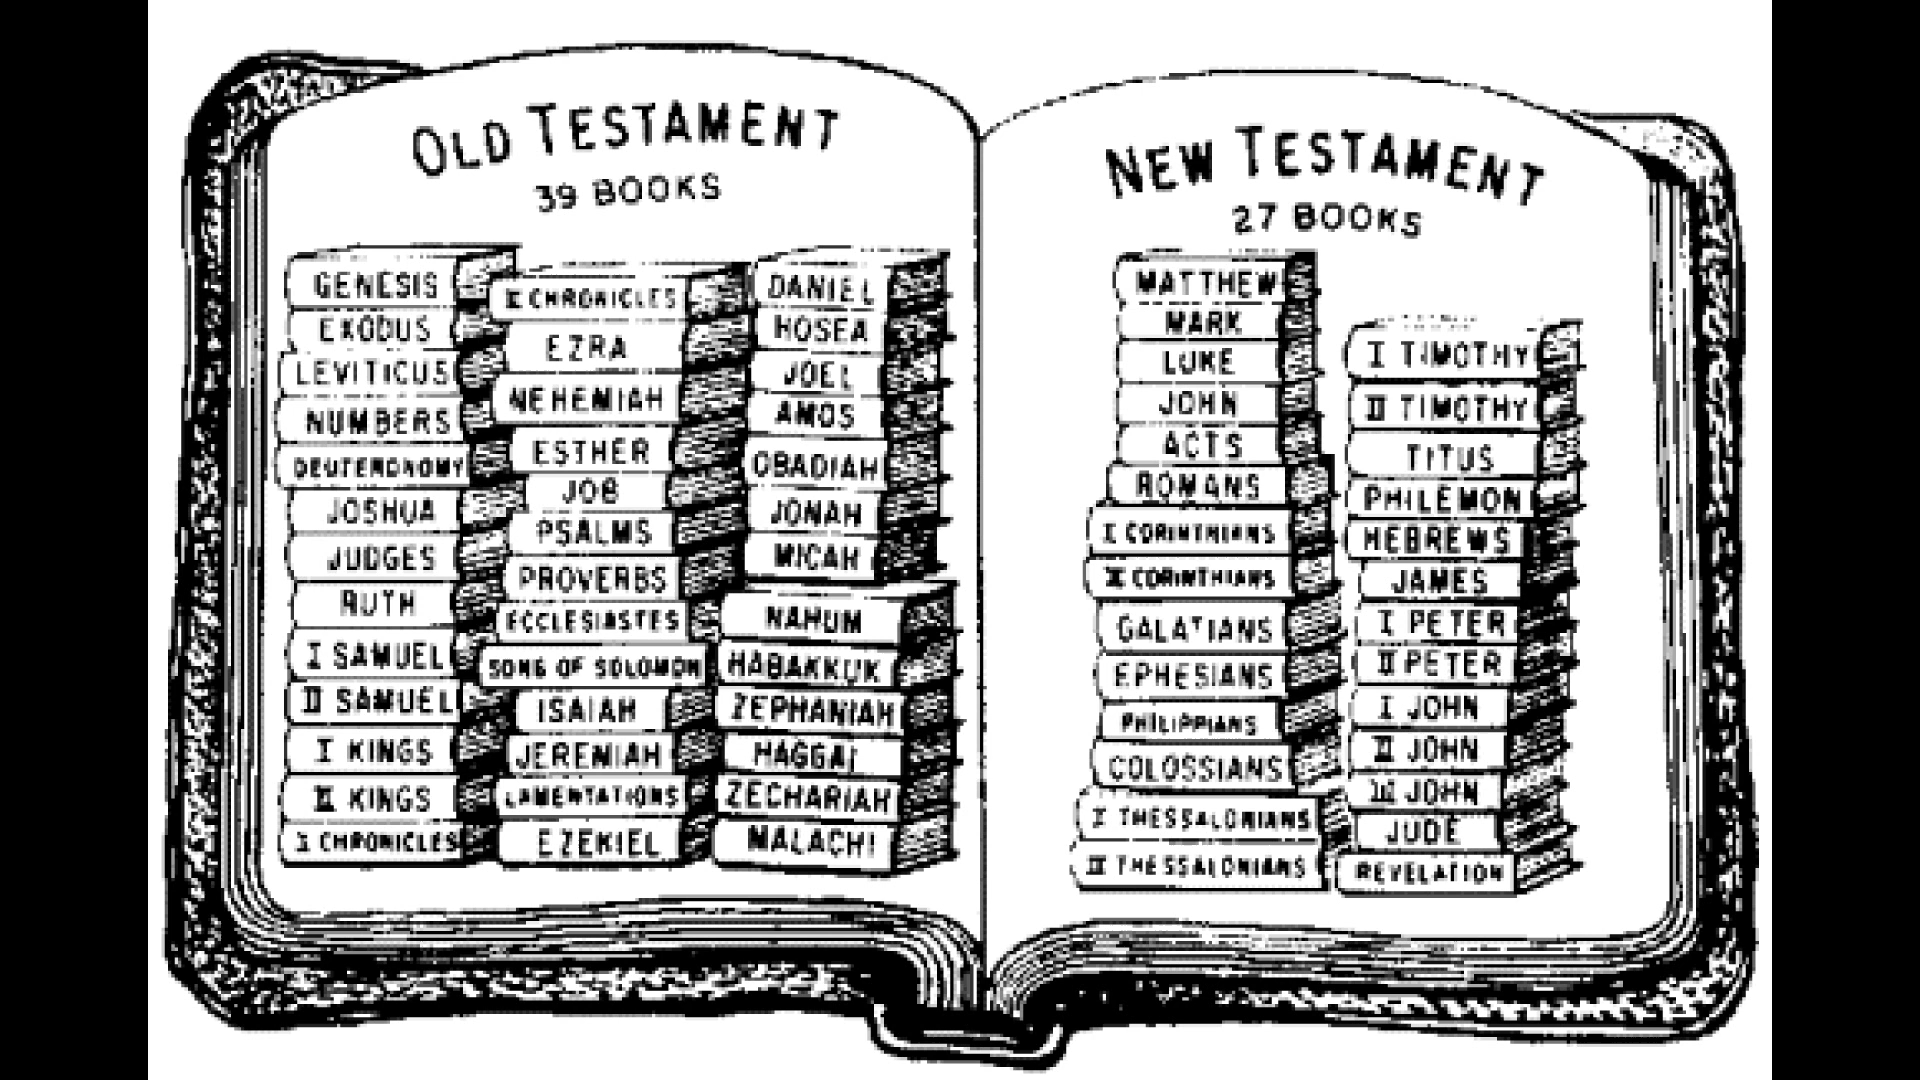 OLD TESTAMENT
39 BOOKS
GENESIS
EXODUS
LEVITICUS
NUMBERS
DEUTERONOMY
JOSHUA
JUDGES
RUTH
I SAMUEL
II SAMUEL
I KINGS
II KINGS
I CHRONICLES
II CHRONICLES
EZRA
NEHEMIAH
ESTHER
JOB
PSALMS
PROVERBS
ECCLESIASTES
SONG OF SOLOMON
ISAIAH
JEREMIAH
LAMENTATIONS
EZEKIEL
DANIEL
HOSEA
JOEL
AMOS
OBADIAH
JONAH
MICAH
NAHUM
HABAKKUK
ZEPHANIAH
HAGGAI
ZECHARIAH
MALACHI
NEW TESTAMENT
27 BOOKS
MATTHEW
MARK
LUKE
JOHN
ACTS
ROMANS
I CORINTHIANS
II CORINTHIANS
GALATIANS
EPHESIANS
PHILIPPIANS
COLOSSIANS
I THESSALONIANS
II THESSALONIANS
I TIMOTHY
II TIMOTHY
TITUS
PHILEMON
HEBREWS
JAMES
I PETER
II PETER
I JOHN
II JOHN
III JOHN
JUDE
REVELATION